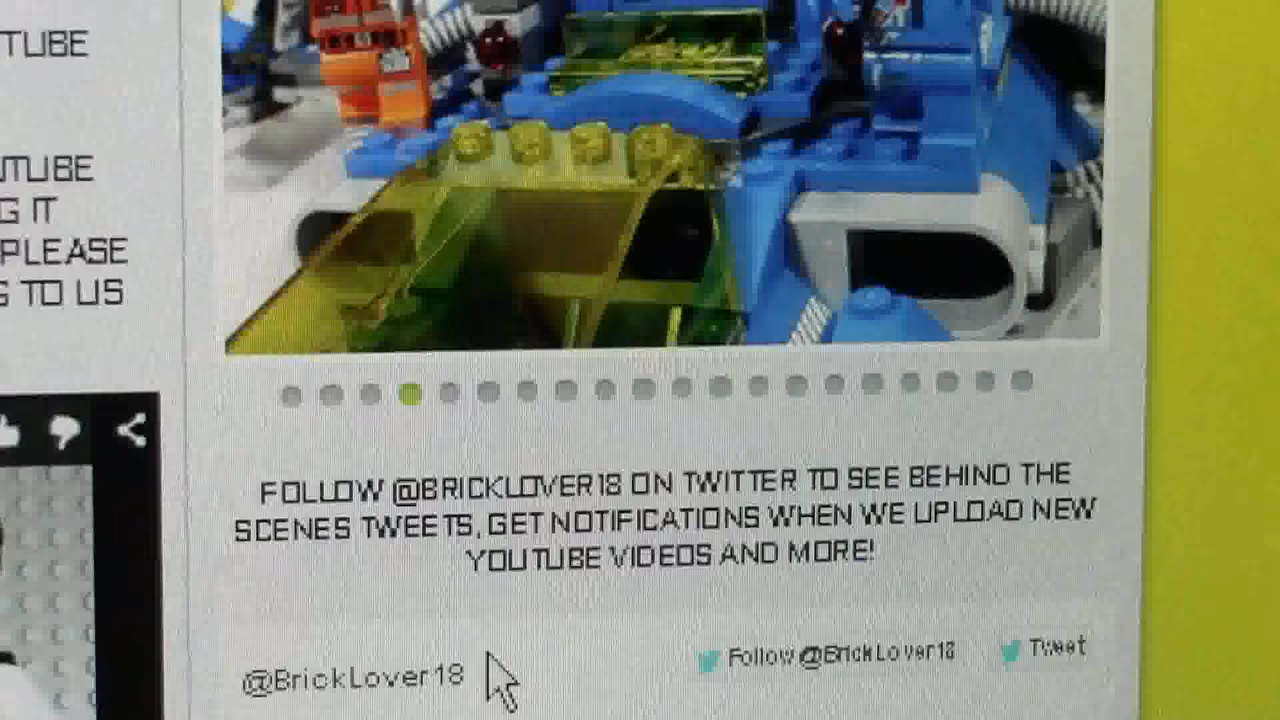 TUBE
UTUBE
G IT
PLEASE
S TO US
FOLLOW @BRICKLOVER18 ON TWITTER TO SEE BEHIND THE
SCENES TWEETS, GET NOTIFICATIONS WHEN WE UPLOAD NEW
YOUTUBE VIDEOS AND MORE!
@BrickLover18
Follow @BrickLover18
Tweet